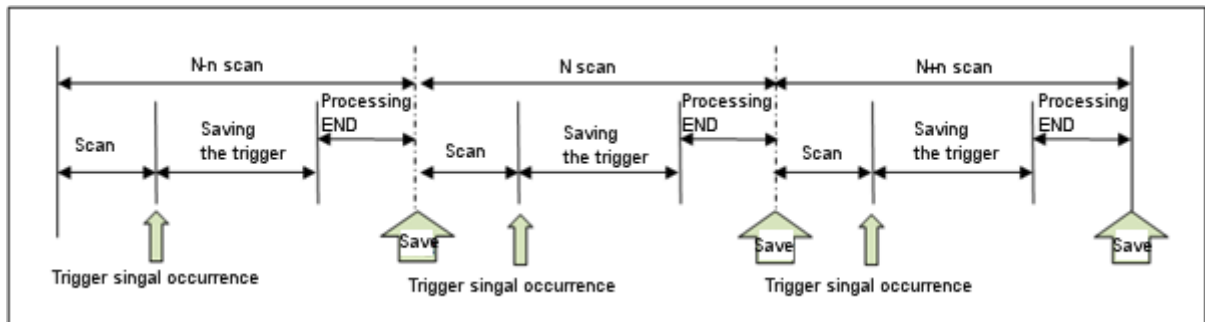 N-n scan
N scan
N+n scan
Processing
END
Processing
END
Processing
END
Scan
Saving
the trigger
Scan
Saving
the trigger
Scan
Saving
the trigger
Save
Save
Save
Trigger singal occurrence
Trigger singal occurrence
Trigger singal occurrence